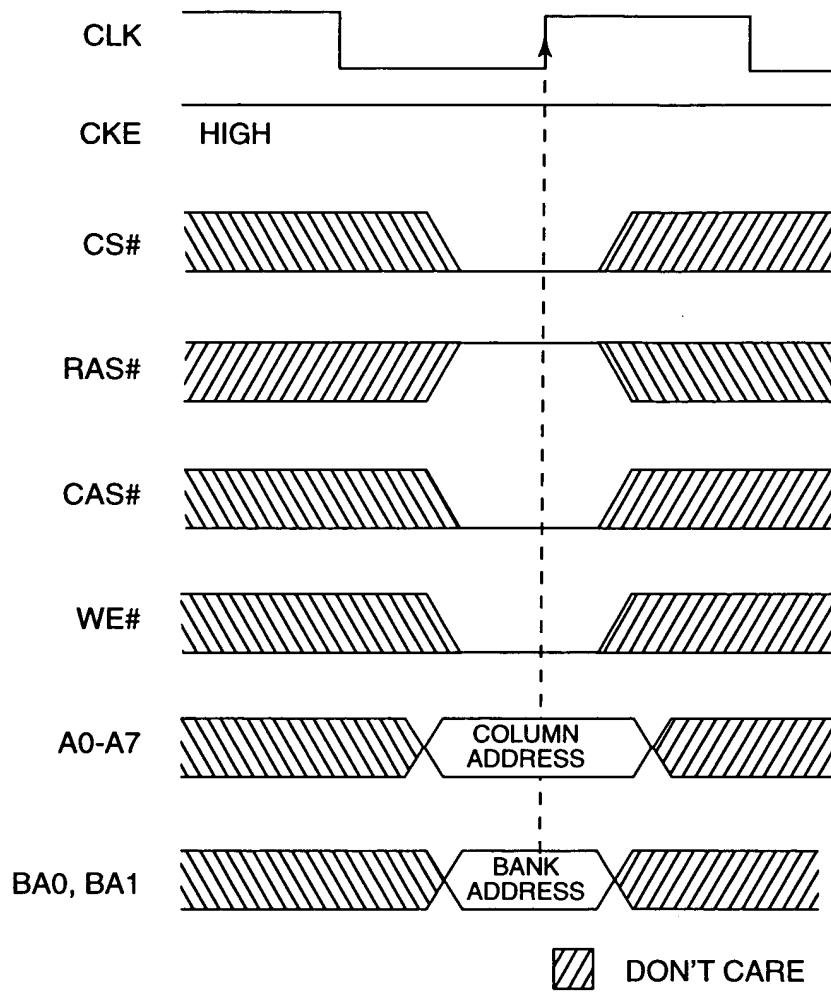 CLK
CKE HIGH
CS#
RAS#
CAS#
WE#
A0-A7 COLUMN
ADDRESS
BA0, BA1 BANK
ADDRESS
DON'T CARE